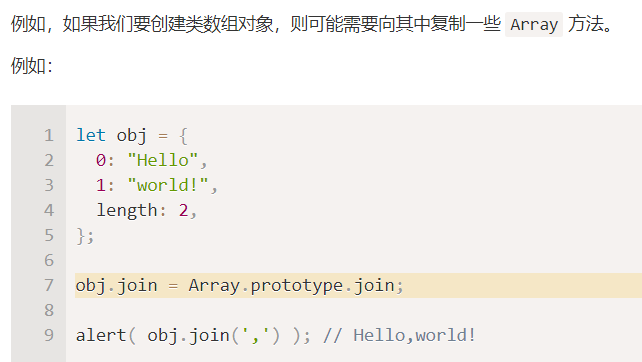 例如，如果我们要创建类数组对象，则可能需要向其中复制一些 Array 方法。
例如：
1 let obj = {
2   0: "Hello",
3   1: "world!",
4   length: 2,
5 };
6
7 obj.join = Array.prototype.join;
8
9 alert( obj.join(',') ); // Hello,world!